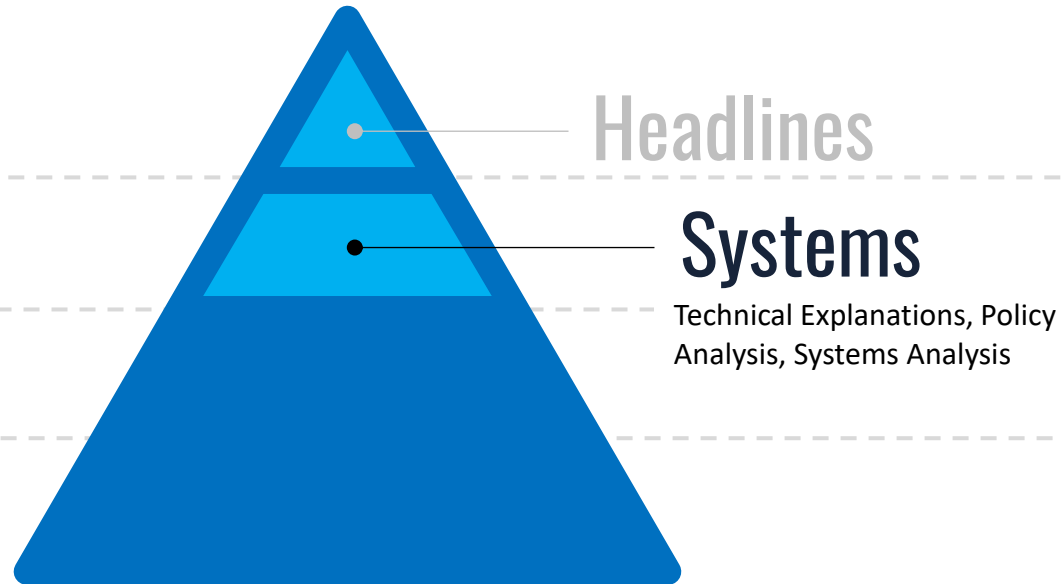 Headlines
Systems
Technical Explanations, Policy
Analysis, Systems Analysis